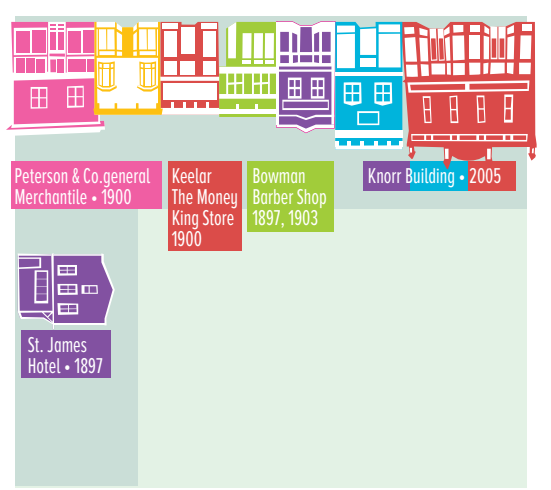 Peterson & Co.general
Merchantile • 1900
Keelar
The Money
King Store
1900
Bowman
Barber Shop
1897, 1903
Knorr Building • 2005
St. James
Hotel • 1897